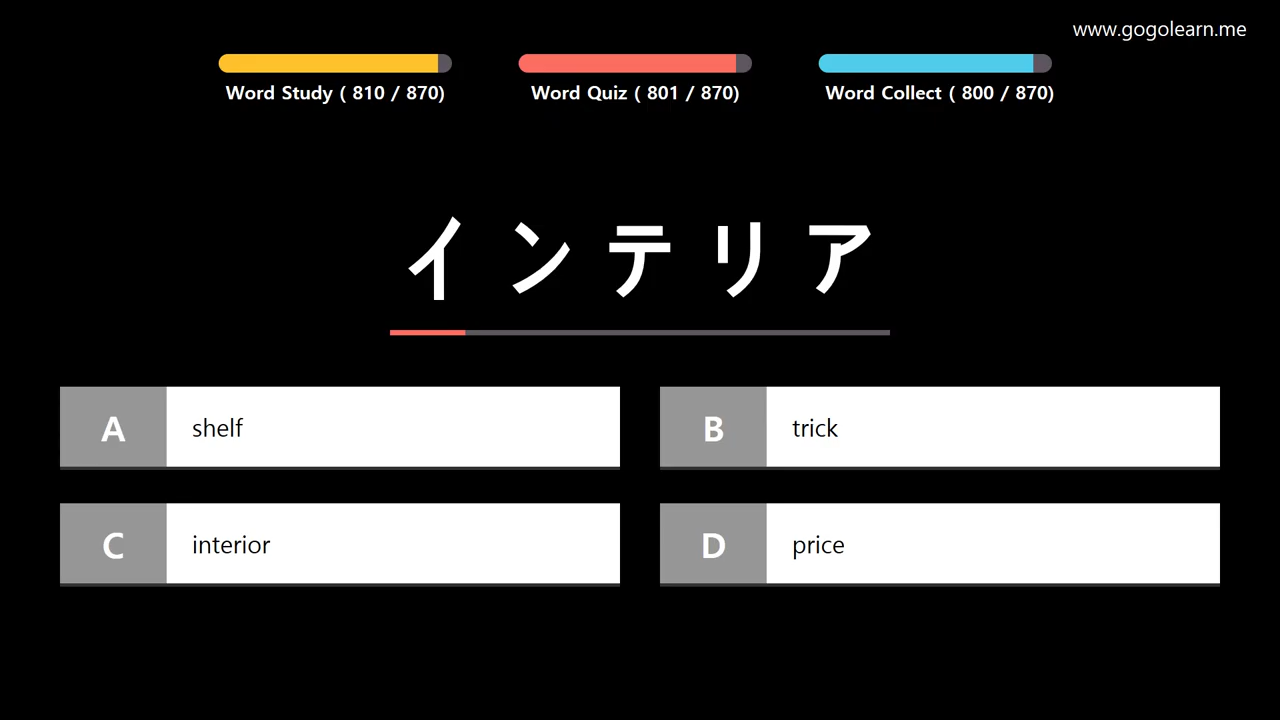 www.gogolearn.me
Word Study ( 810 / 870)
Word Quiz ( 801 / 870)
Word Collect ( 800 / 870)
インテリア
A shelf
B trick
C interior
D price